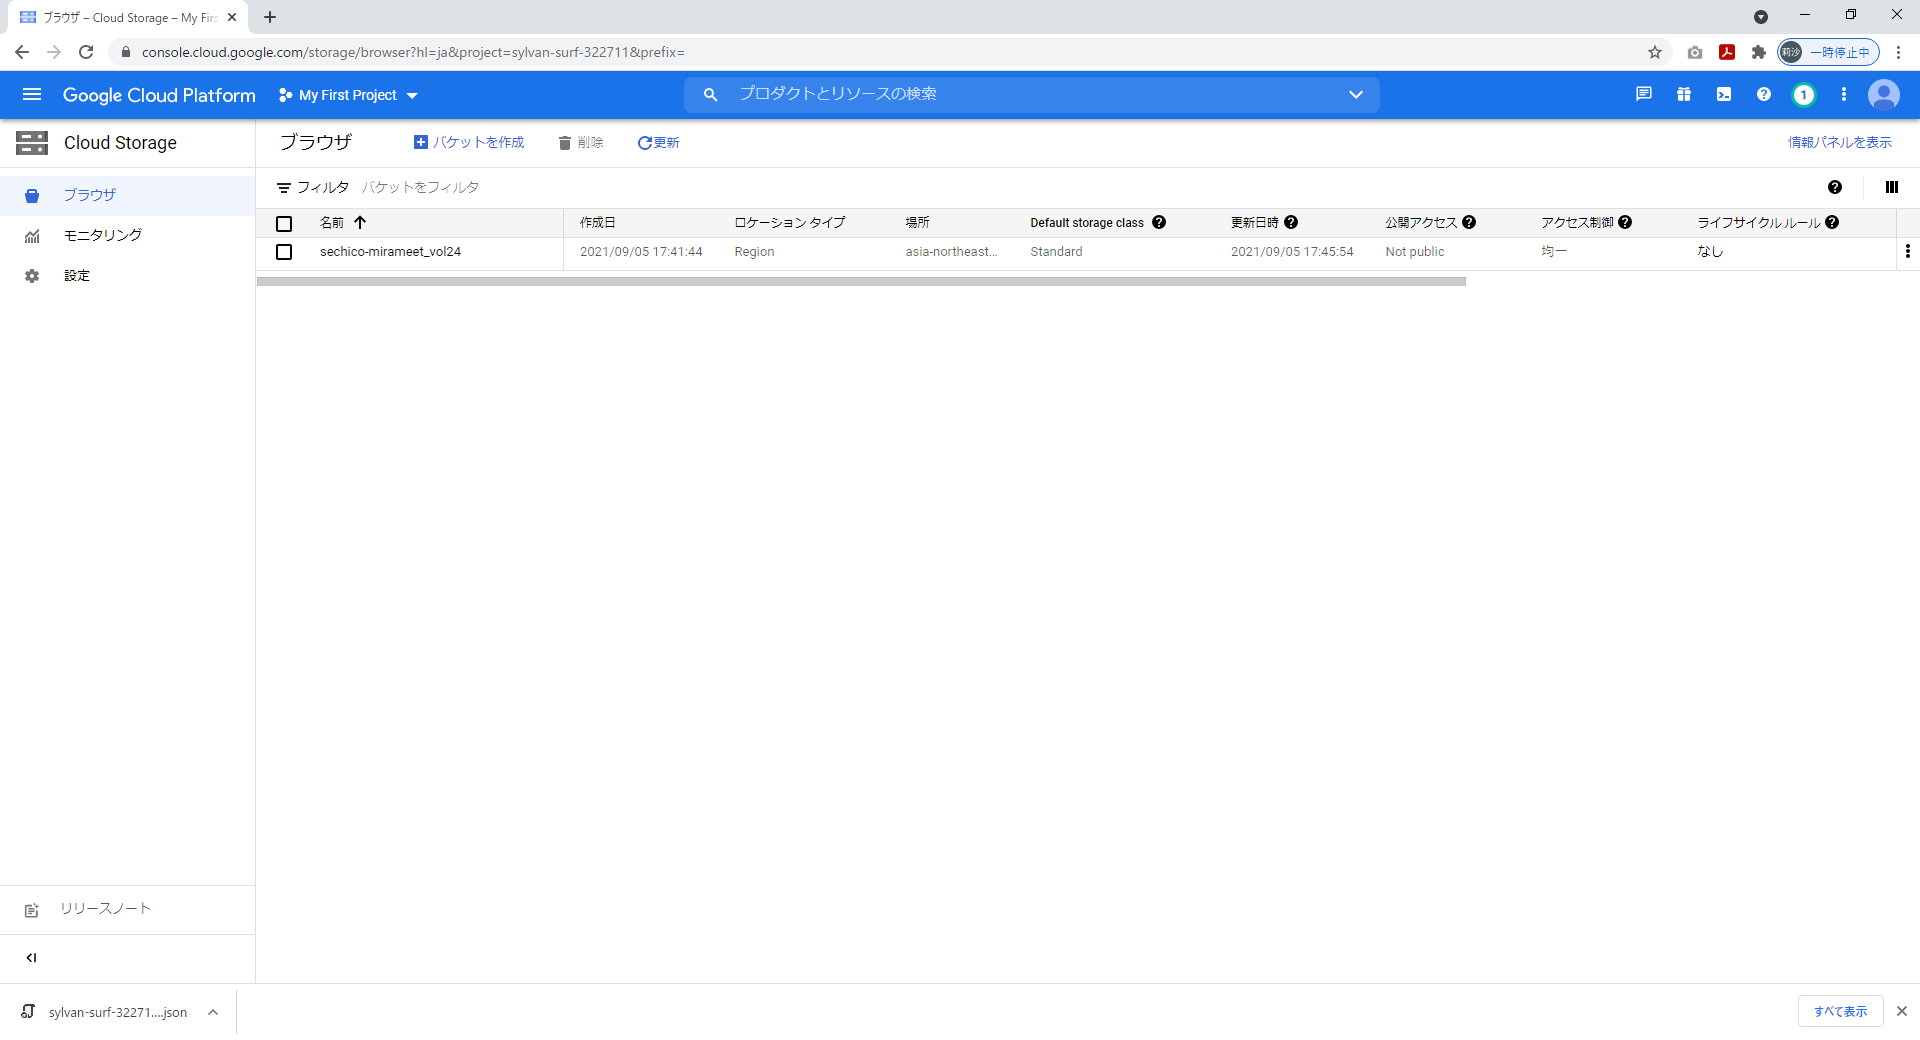 ブラウザ – Cloud Storage – My Firs
console.cloud.google.com/storage/browser?hl=ja&project=sylvan-surf-322711&prefix=
莉沙 一時停止中
Google Cloud Platform
My First Project
プロダクトとリソースの検索
1
Cloud Storage
ブラウザ
バケットを作成
削除
更新
情報パネルを表示
ブラウザ
モニタリング
設定
フィルタ バケットをフィルタ
名前 作成日 ロケーション タイプ 場所 Default storage class 更新日時 公開アクセス アクセス制御 ライフサイクル ルール
sechico-mirameet_vol24 2021/09/05 17:41:44 Region asia-northeast... Standard 2021/09/05 17:45:54 Not public 均一 なし
リリースノート
sylvan-surf-32271....json
すべて表示